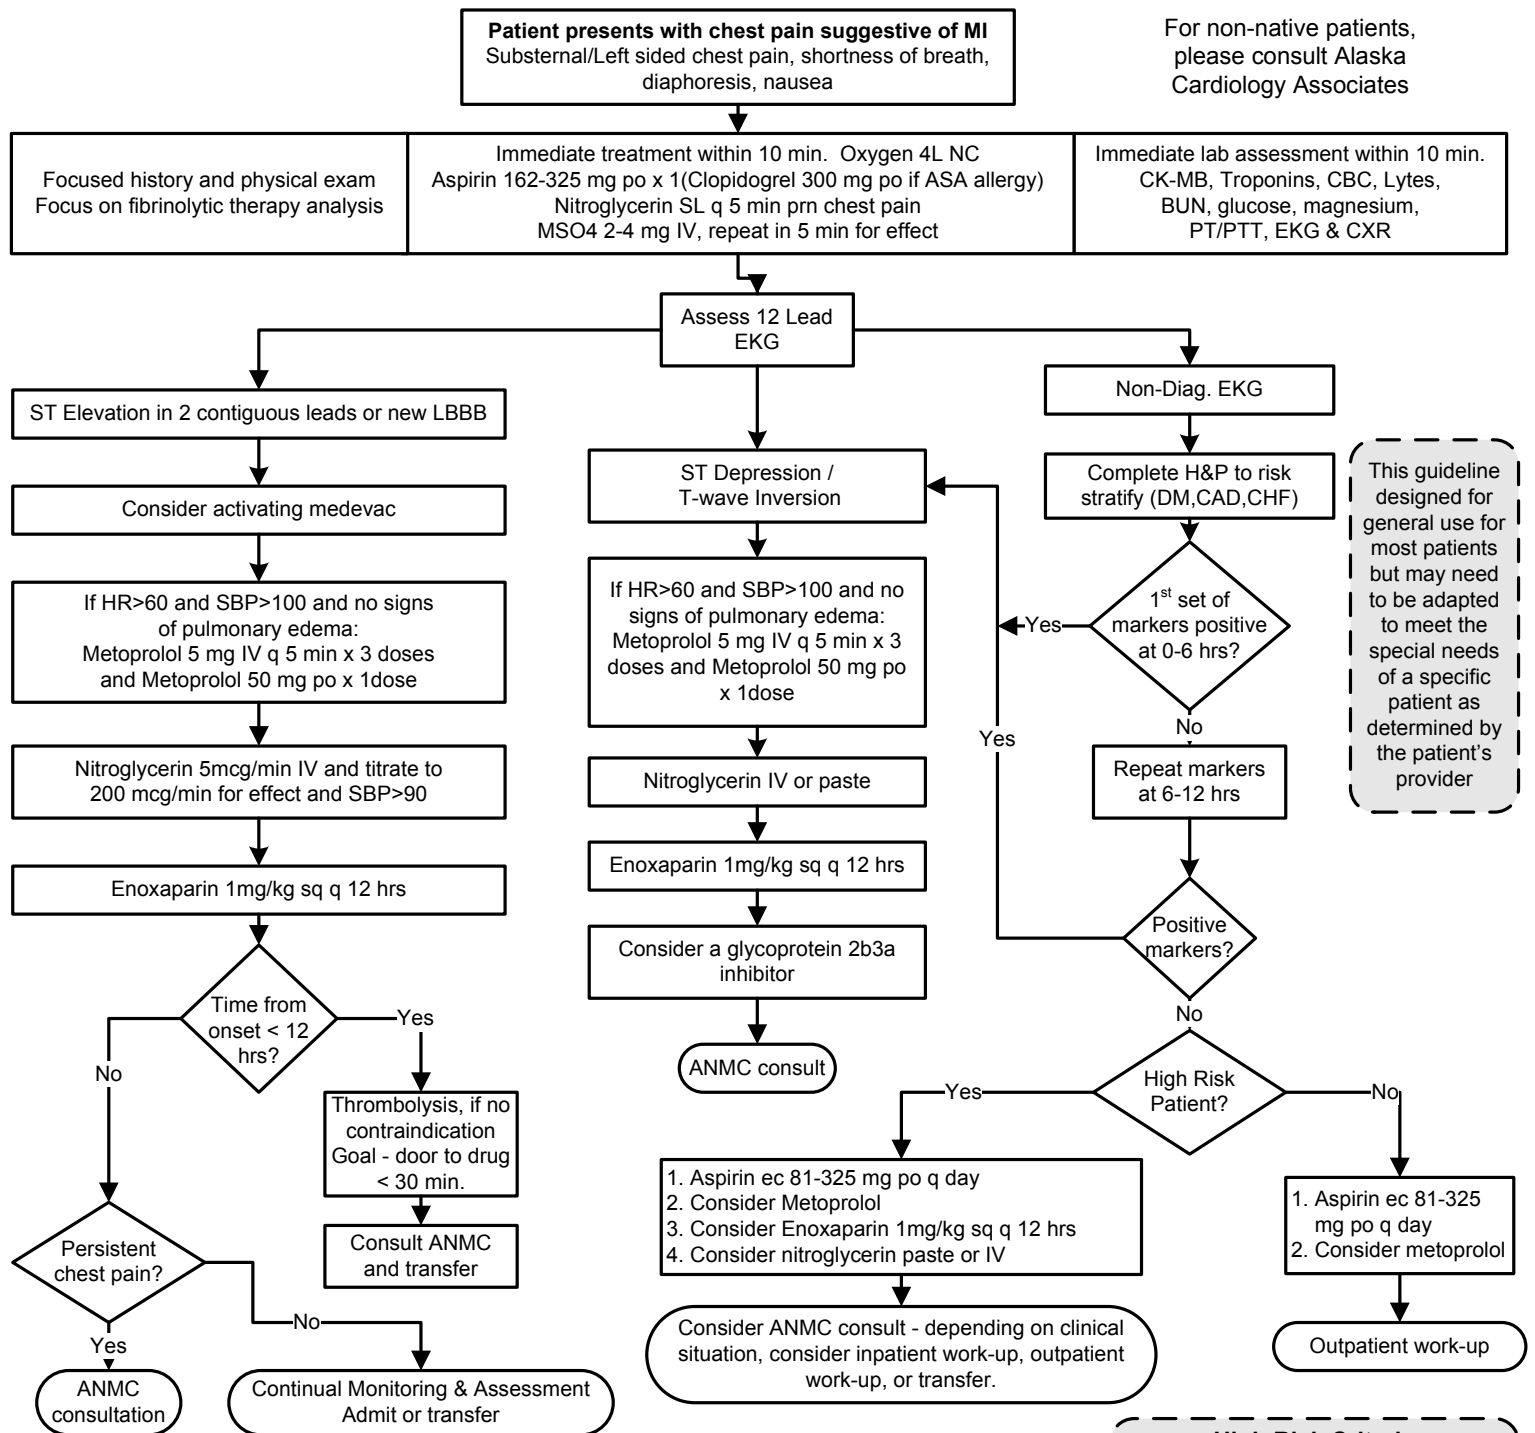 Patient presents with chest pain suggestive of MI
Substernal/Left sided chest pain, shortness of breath,
diaphoresis, nausea
For non-native patients,
please consult Alaska
Cardiology Associates
Focused history and physical exam
Focus on fibrinolytic therapy analysis
Immediate treatment within 10 min. Oxygen 4L NC
Aspirin 162-325 mg po x 1(Clopidogrel 300 mg po if ASA allergy)
Nitroglycerin SL q 5 min prn chest pain
MSO4 2-4 mg IV, repeat in 5 min for effect
Immediate lab assessment within 10 min.
CK-MB, Troponins, CBC, Lytes,
BUN, glucose, magnesium,
PT/PTT, EKG & CXR
Assess 12 Lead
EKG
ST Elevation in 2 contiguous leads or new LBBB
Consider activating medevac
If HR>60 and SBP>100 and no signs
of pulmonary edema:
Metoprolol 5 mg IV q 5 min x 3 doses
and Metoprolol 50 mg po x 1dose
Nitroglycerin 5mcg/min IV and titrate to
200 mcg/min for effect and SBP>90
Enoxaparin 1mg/kg sq q 12 hrs
Time from
onset < 12
hrs?
Yes
No
Thrombolysis, if no
contraindication
Goal - door to drug
< 30 min.
Consult ANMC
and transfer
Persistent
chest pain?
No
Yes
ANMC
consultation
Continual Monitoring & Assessment
Admit or transfer
ST Depression /
T-wave Inversion
If HR>60 and SBP>100 and no
signs of pulmonary edema:
Metoprolol 5 mg IV q 5 min x 3
doses and Metoprolol 50 mg po
x 1dose
Nitroglycerin IV or paste
Enoxaparin 1mg/kg sq q 12 hrs
Consider a glycoprotein 2b3a
inhibitor
ANMC consult
Non-Diag. EKG
Complete H&P to risk
stratify (DM,CAD,CHF)
1st set of
markers positive
at 0-6 hrs?
Yes
No
Repeat markers
at 6-12 hrs
Yes
Positive
markers?
No
High Risk
Patient?
Yes
No
1. Aspirin ec 81-325 mg po q day
2. Consider Metoprolol
3. Consider Enoxaparin 1mg/kg sq q 12 hrs
4. Consider nitroglycerin paste or IV
Consider ANMC consult - depending on clinical
situation, consider inpatient work-up, outpatient
work-up, or transfer.
1. Aspirin ec 81-325
mg po q day
2. Consider metoprolol
Outpatient work-up
This guideline
designed for
general use for
most patients
but may need
to be adapted
to meet the
special needs
of a specific
patient as
determined by
the patient's
provider